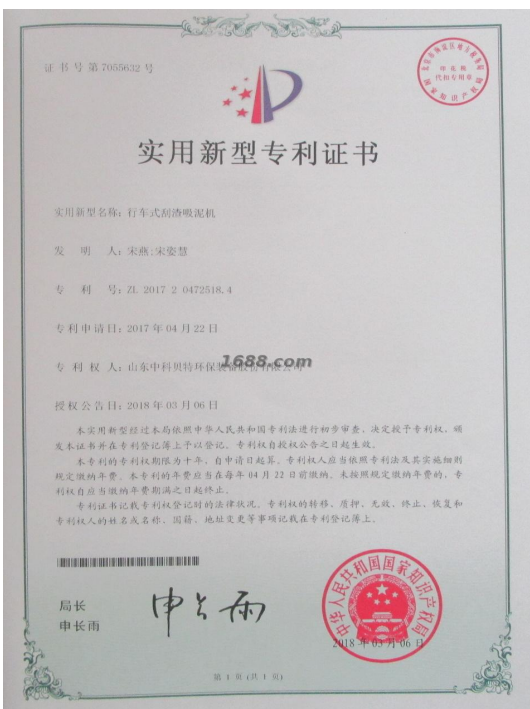 证书号第7055632号
实用新型专利证书
实用新型名称：行车式刮渣吸泥机
发 明 人：宋燕;宋姿慧
专 利 号：ZL 2017 2 0472518.4
专利申请日：2017年04月22日
专 利 权 人：山东中科贝特环保装备股份有限公司
1688.com
授权公告日：2018年03月06日
本实用新型经过本局依照中华人民共和国专利法进行初步审查，决定授予专利权，颁
发本证书并在专利登记簿上予以登记。专利权自授权公告之日起生效。
本专利的专利权期限为十年，自申请日起算。专利权人应当依照专利法及其实施细则
规定缴纳年费。本专利的年费应当在每年04月22日前缴纳。未按照规定缴纳年费的，专
利权自应当缴纳年费期满之日起终止。
专利证书记载专利权登记时的法律状况。专利权的转移、质押、无效、终止、恢复和
专利权人的姓名或名称、国籍、地址变更等事项记载在专利登记簿上。
局长
申长雨
申长雨
中华人民共和国国家知识产权局
2018年03月06日
第1页(共1页)